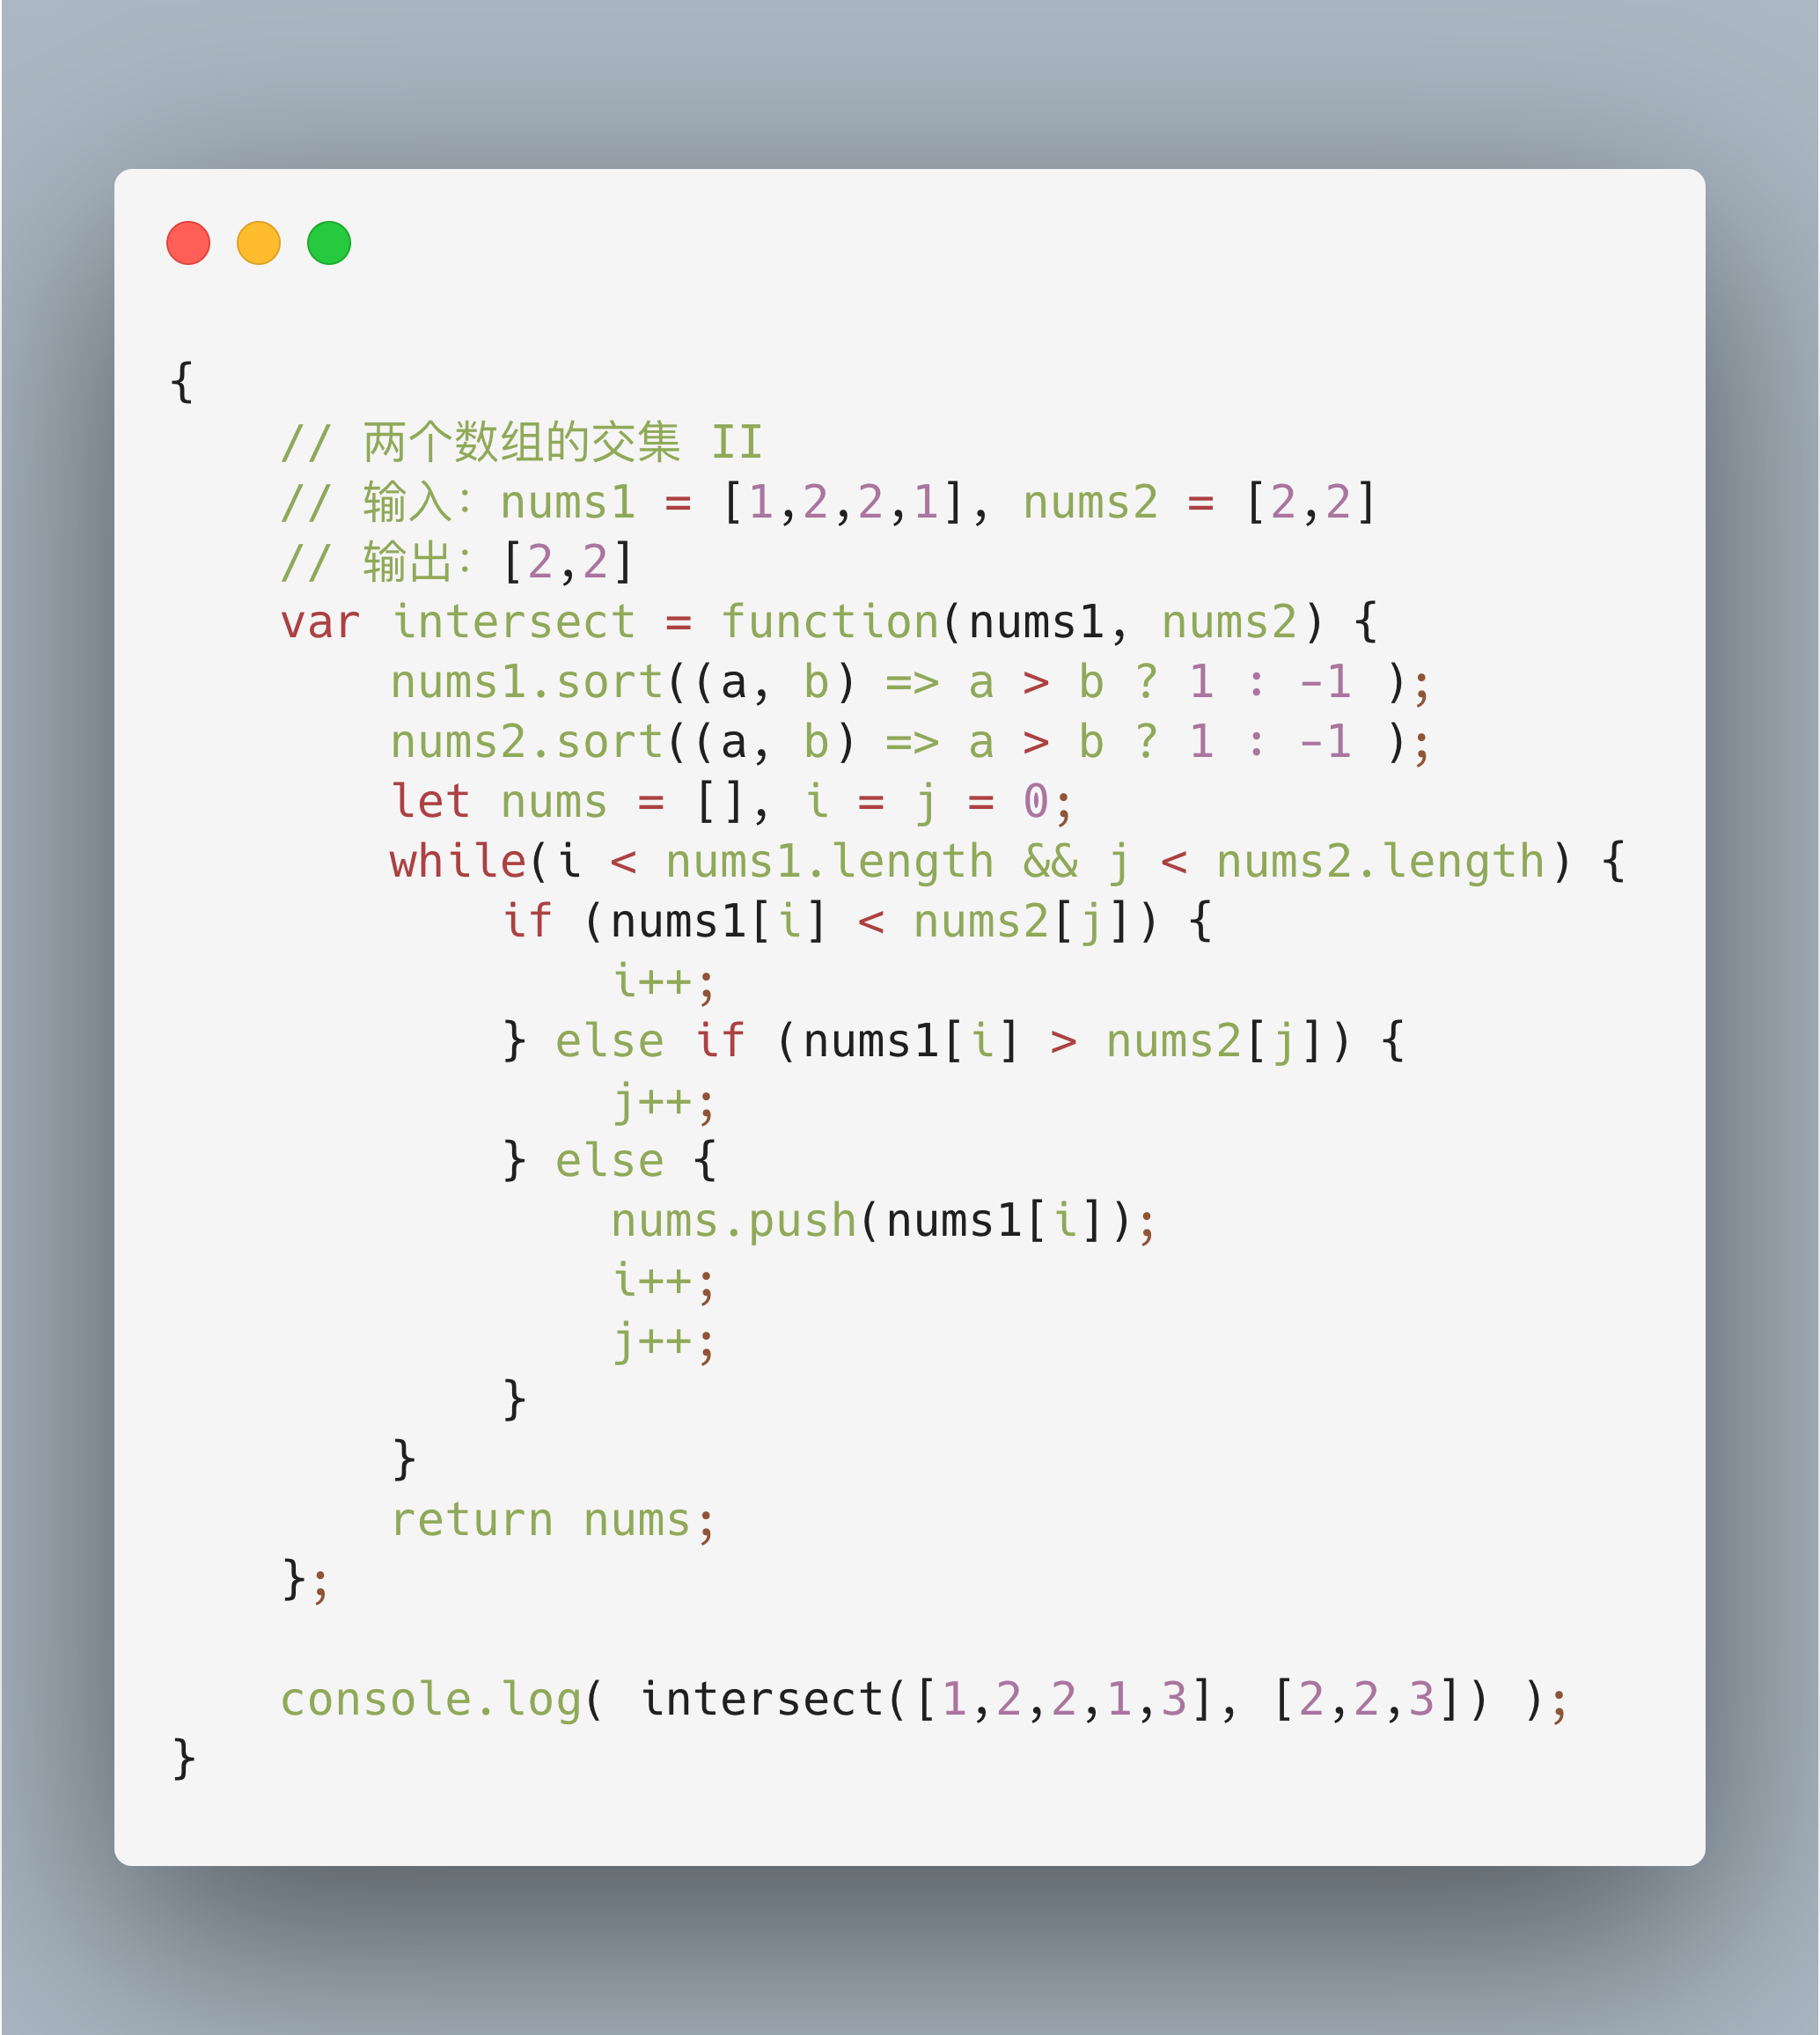 {
    // 两个数组的交集 II
    // 输入：nums1 = [1,2,2,1], nums2 = [2,2]
    // 输出：[2,2]
    var intersect = function(nums1, nums2) {
        nums1.sort((a, b) => a > b ? 1 : -1 );
        nums2.sort((a, b) => a > b ? 1 : -1 );
        let nums = [], i = j = 0;
        while(i < nums1.length && j < nums2.length) {
            if (nums1[i] < nums2[j]) {
                i++;
            } else if (nums1[i] > nums2[j]) {
                j++;
            } else {
                nums.push(nums1[i]);
                i++;
                j++;
            }
        }
        return nums;
    };

    console.log( intersect([1,2,2,1,3], [2,2,3]) );
}